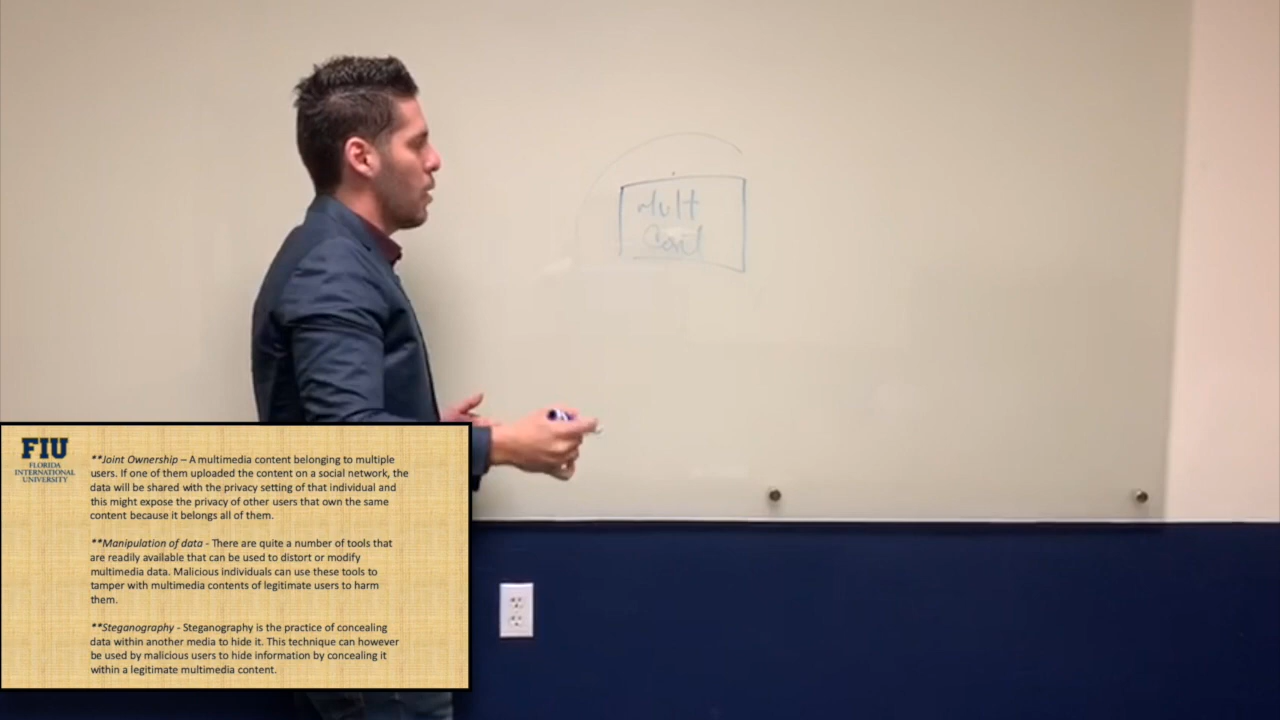 Mult
Cont
FIU
FLORIDA
INTERNATIONAL
UNIVERSITY
**Joint Ownership – A multimedia content belonging to multiple
users. If one of them uploaded the content on a social network, the
data will be shared with the privacy setting of that individual and
this might expose the privacy of other users that own the same
content because it belongs all of them.
**Manipulation of data - There are quite a number of tools that
are readily available that can be used to distort or modify
multimedia data. Malicious individuals can use these tools to
tamper with multimedia contents of legitimate users to harm
them.
**Steganography - Steganography is the practice of concealing
data within another media to hide it. This technique can however
be used by malicious users to hide information by concealing it
within a legitimate multimedia content.